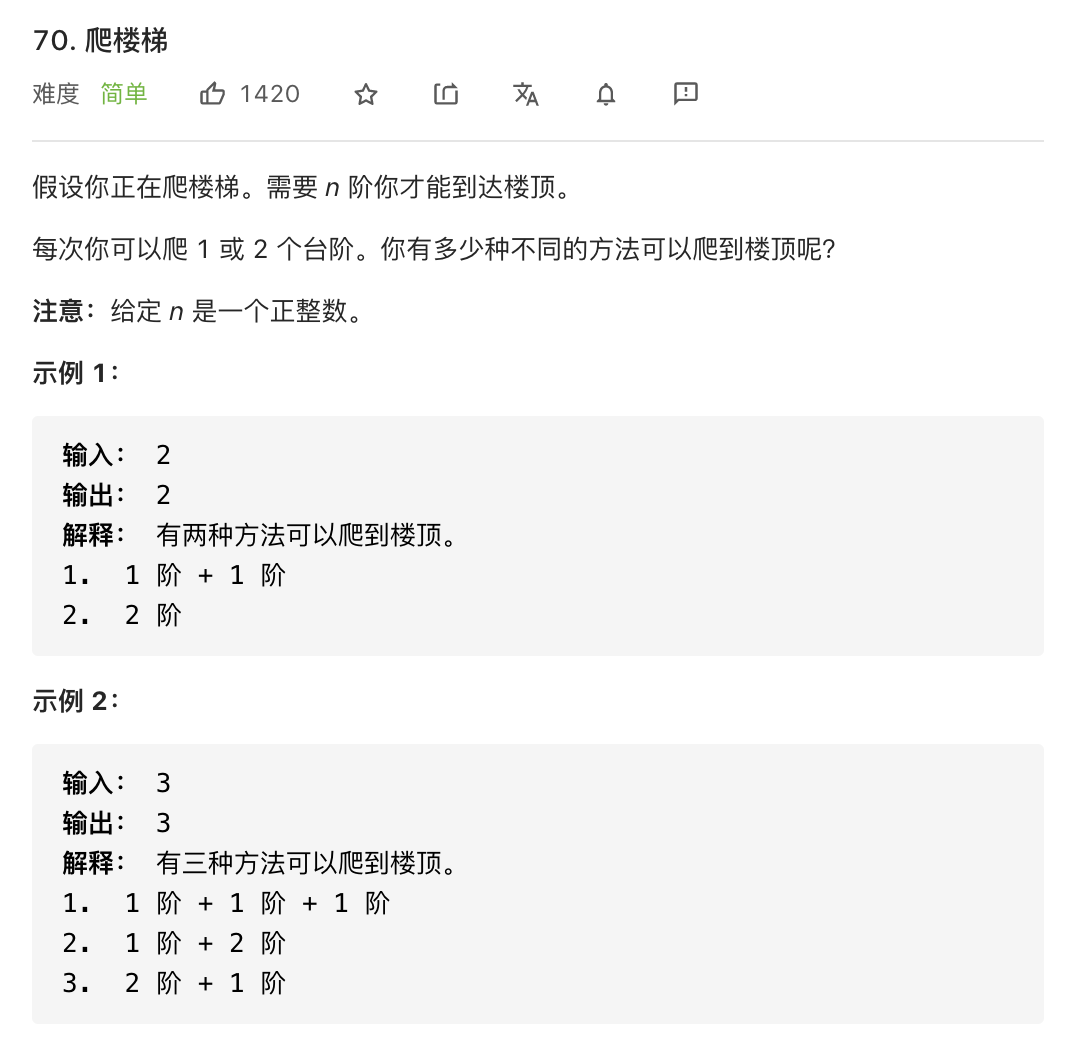 70. 爬楼梯
难度 简单 1420
假设你正在爬楼梯。需要 n 阶你才能到达楼顶。
每次你可以爬 1 或 2 个台阶。你有多少种不同的方法可以爬到楼顶呢?
注意：给定 n 是一个正整数。
示例 1：
输入： 2
输出： 2
解释： 有两种方法可以爬到楼顶。
1. 1 阶 + 1 阶
2. 2 阶
示例 2：
输入： 3
输出： 3
解释： 有三种方法可以爬到楼顶。
1. 1 阶 + 1 阶 + 1 阶
2. 1 阶 + 2 阶
3. 2 阶 + 1 阶